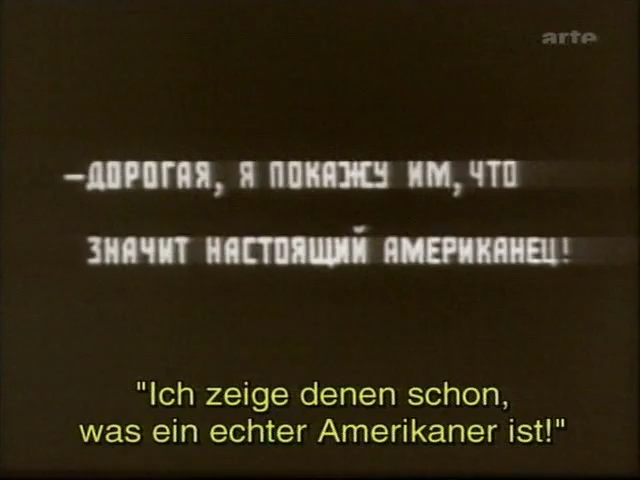 arte
–ДОРОГАЯ, Я ПОКАЖУ ИМ, ЧТО
ЗНАЧИТ НАСТОЯЩИЙ АМЕРИКАНЕЦ!
"Ich zeige denen schon,
was ein echter Amerikaner ist!"